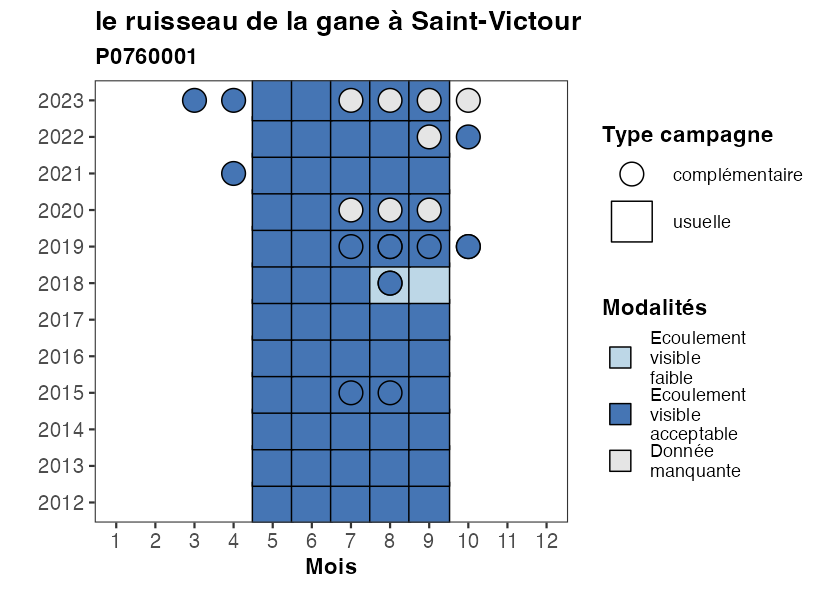 le ruisseau de la gane à Saint-Victour
P0760001
2023
2022
2021
2020
2019
2018
2017
2016
2015
2014
2013
2012
1 2 3 4 5 6 7 8 9 10 11 12
Mois
Type campagne
complémentaire
usuelle
Modalités
Ecoulement
visible
faible
Ecoulement
visible
acceptable
Donnée
manquante